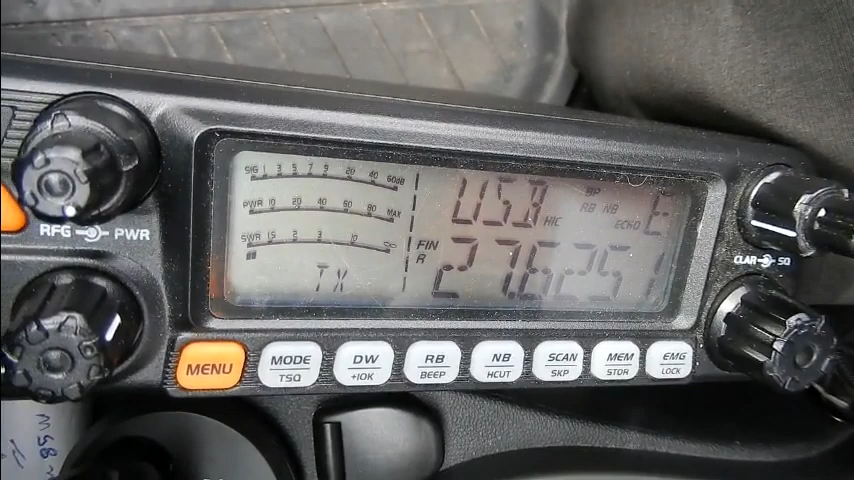 SIG 1 3 5 7 9 20 40 60dB
PWR 10 20 40 60 80 MAX
SWR 1.5 2 3 10 ∞
TX
USB HIC BP RB NB ECHO E
FIN R 27.6251
RFG PWR
CLAR SQ
MENU
MODE TSQ
DW +10K
RB BEEP
NB HCUT
SCAN SKP
MEM STOR
EMG LOCK